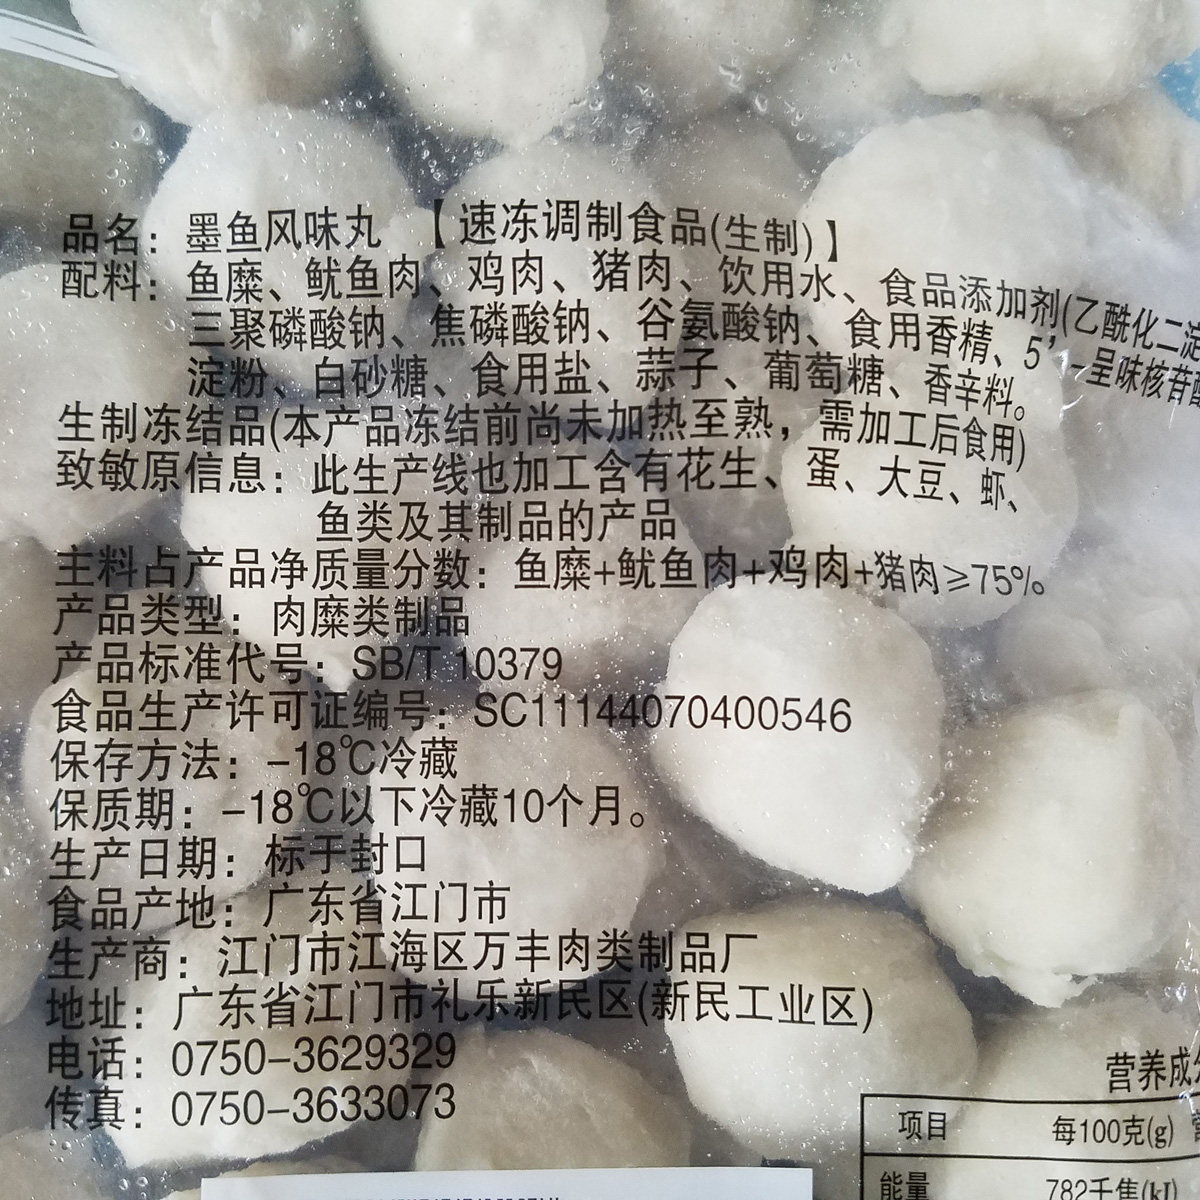 品名：墨鱼风味丸 【速冻调制食品(生制)】
配料：鱼糜、鱿鱼肉、鸡肉、猪肉、饮用水、食品添加剂(乙酰化二淀
三聚磷酸钠、焦磷酸钠、谷氨酸钠、食用香精、5’-呈味核苷酸
淀粉、白砂糖、食用盐、蒜子、葡萄糖、香辛料。
生制冻结品(本产品冻结前尚未加热至熟，需加工后食用)
致敏原信息：此生产线也加工含有花生、蛋、大豆、虾、
鱼类及其制品的产品
主料占产品净质量分数：鱼糜+鱿鱼肉+鸡肉+猪肉≥75%
产品类型：肉糜类制品
产品标准代号：SB/T 10379
食品生产许可证编号：SC11144070400546
保存方法：-18℃冷藏
保质期：-18℃以下冷藏10个月。
生产日期：标于封口
食品产地：广东省江门市
生产商：江门市江海区万丰肉类制品厂
地址：广东省江门市礼乐新民区(新民工业区)
电话：0750-3629329
传真：0750-3633073
营养成分
项目 每100克(g)
能量 782千焦(kJ)